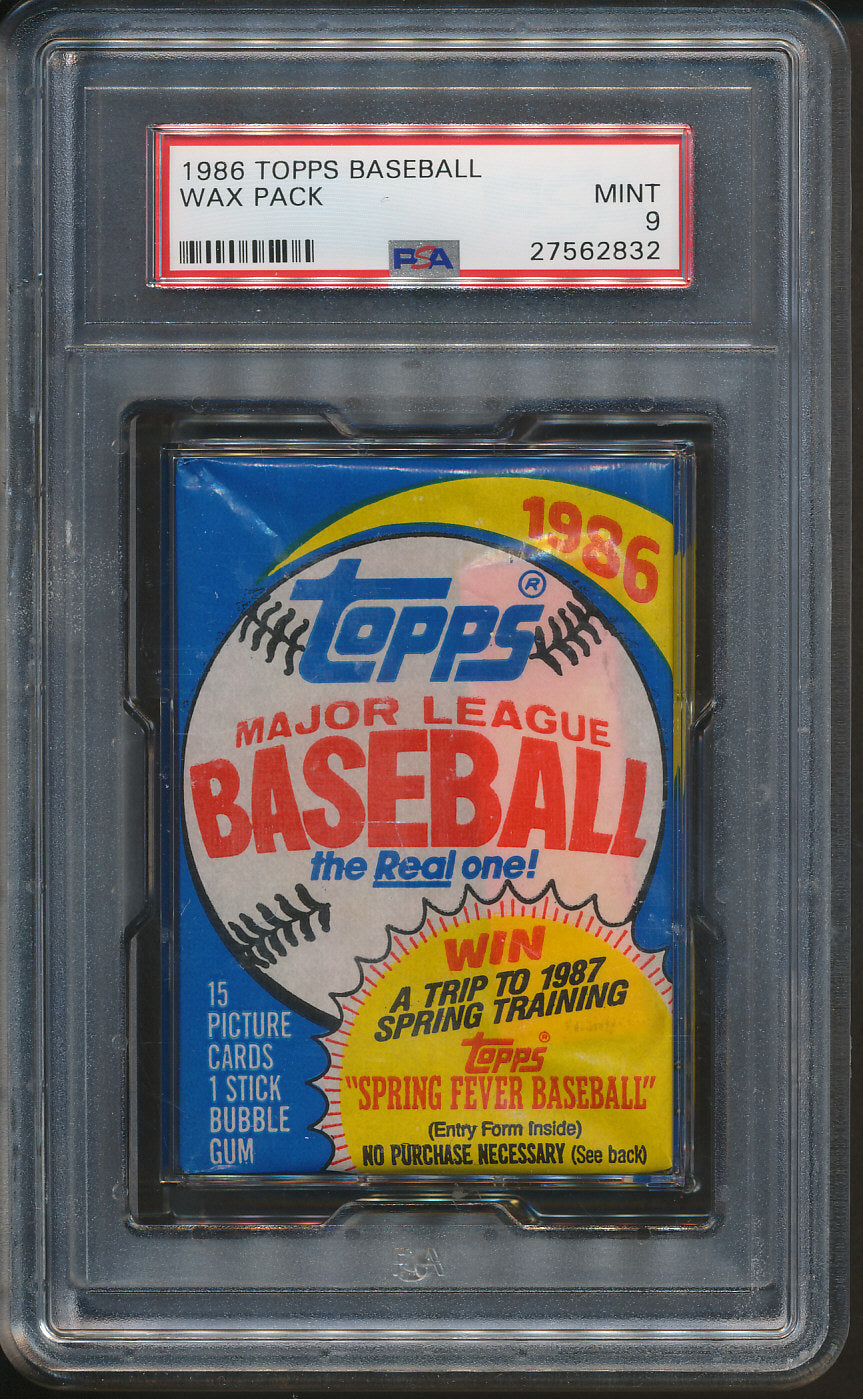 1986 TOPPS BASEBALL
WAX PACK
MINT
9
PSA
27562832
1986
topps ®
MAJOR LEAGUE
BASEBALL
the Real one!
15
PICTURE
CARDS
1 STICK
BUBBLE
GUM
WIN
A TRIP TO 1987
SPRING TRAINING
topps ®
"SPRING FEVER BASEBALL"
(Entry Form Inside)
NO PURCHASE NECESSARY (See back)
PSA